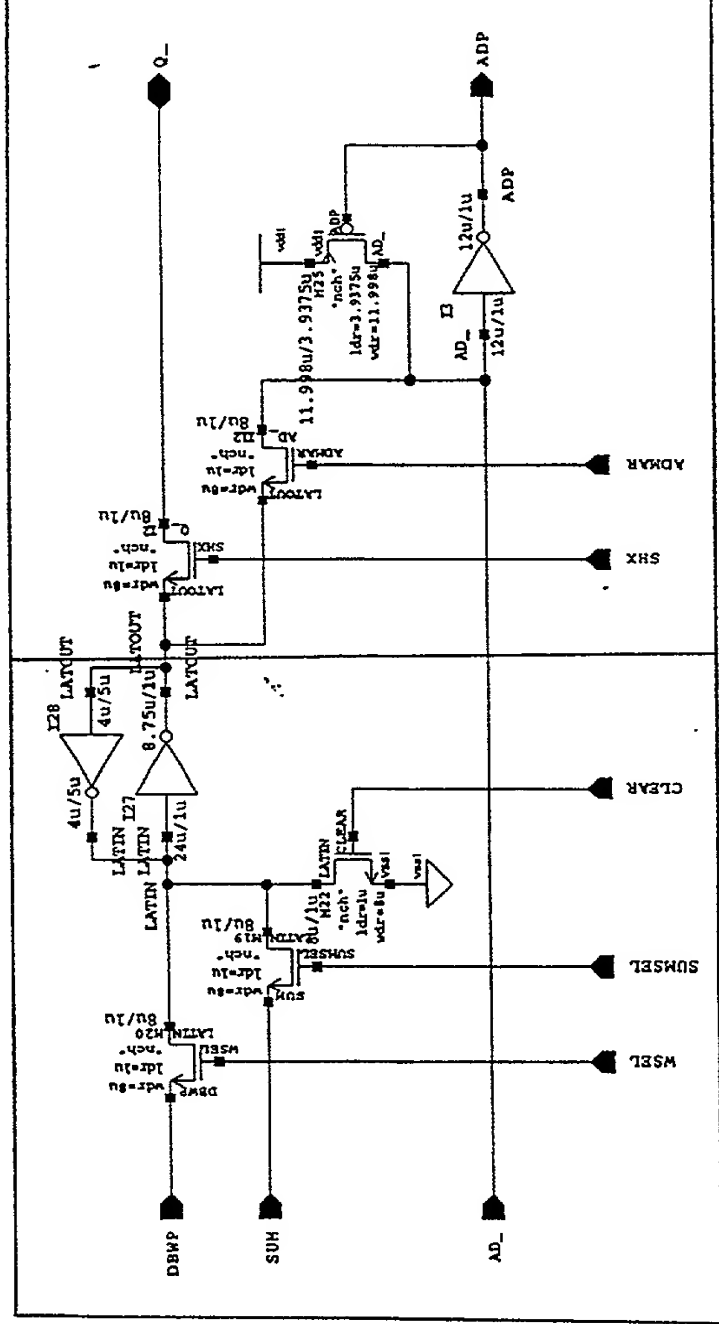 Q_
ADP
vdd!
vdd!
ADP
M25
"nch"
AD_
ldr=3.9375u
wdr=11.998u
11.998u/3.9375u
I3
AD_
12u/1u
12u/1u
ADP
8u/1u
I12
AD_
"nch"
ldr=1u
wdr=8u
ADMAR
LATOUT
8u/1u
Q_
"nch"
ldr=1u
wdr=8u
SHX
LATOUT
ADMAR
SHX
LATOUT
LATOUT
LATOUT
I28
4u/5u
4u/5u
8.75u/1u
I27
24u/1u
LATIN
LATIN
LATIN
LATIN
CLEAR
8u/1u
M22
"nch"
ldr=1u
wdr=8u
vss!
8u/1u
LATIN
M19
"nch"
ldr=1u
wdr=8u
SUMSEL
SUM
8u/1u
LATIN
M20
"nch"
ldr=1u
wdr=8u
WSEL
DBWP
CLEAR
SUMSEL
WSEL
DBWP
SUM
AD_